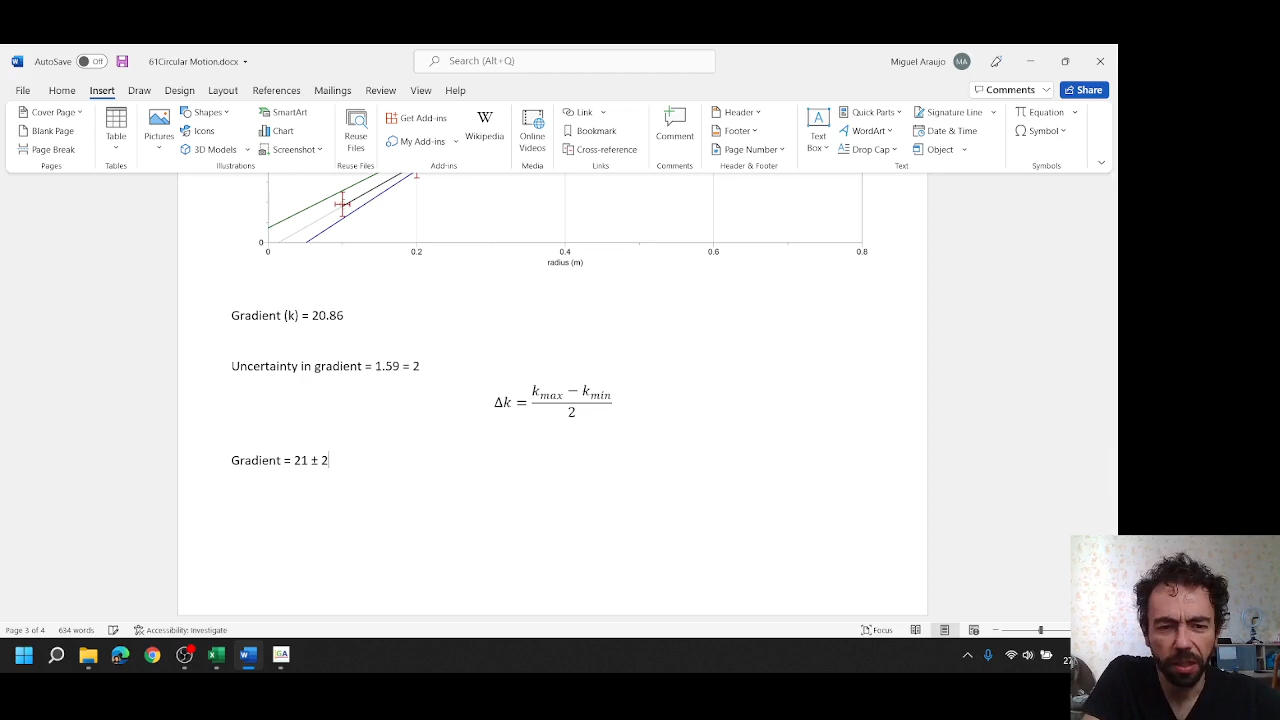 AutoSave Off 61Circular Motion.docx Search (Alt+Q) Miguel Araujo MA
File Home Insert Draw Design Layout References Mailings Review View Help Comments Share
Cover Page
Blank Page
Page Break
Pages
Table
Tables
Pictures
Shapes
Icons
3D Models
SmartArt
Chart
Screenshot
Illustrations
Reuse
Files
Reuse Files
Get Add-ins
My Add-ins
Wikipedia
Add-ins
Online
Videos
Media
Link
Bookmark
Cross-reference
Links
Comment
Comments
Header
Footer
Page Number
Header & Footer
Text
Box
Quick Parts
WordArt
Drop Cap
Signature Line
Date & Time
Object
Text
Equation
Symbol
Symbols
0
0 0.2 0.4 0.6 0.8
radius (m)
Gradient (k) = 20.86
Uncertainty in gradient = 1.59 = 2
Δk = (k_max − k_min)/2
Gradient = 21 ± 2
Page 3 of 4 634 words Accessibility: Investigate Focus